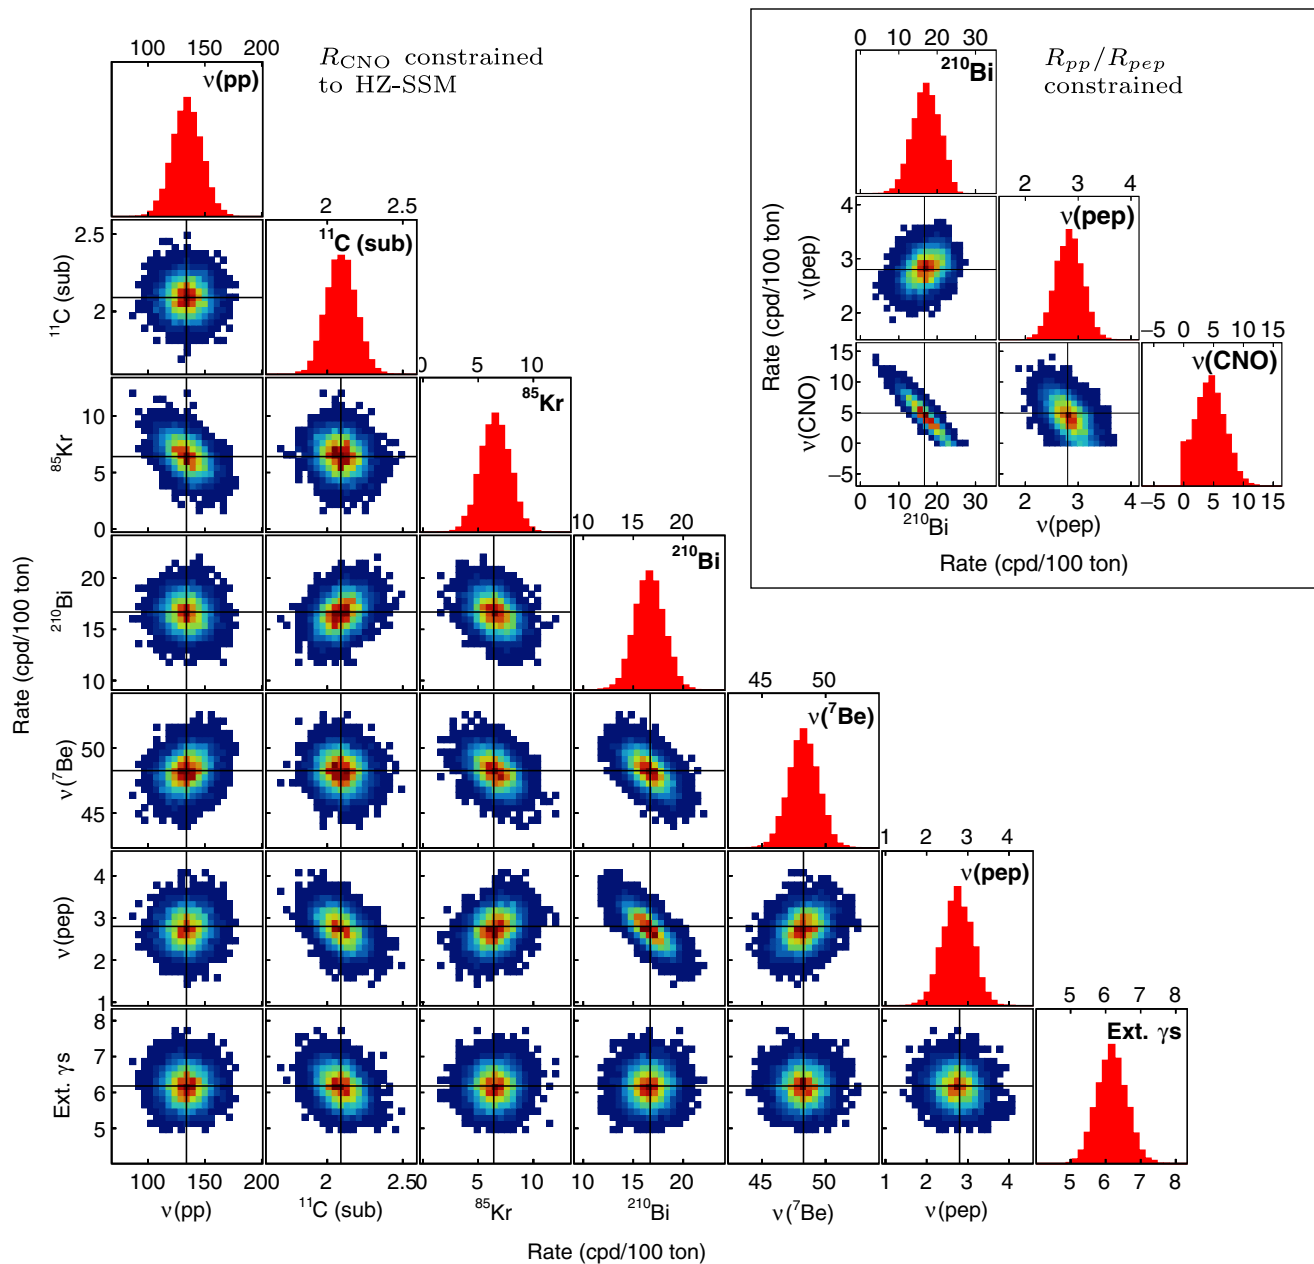 100 150 200
ν(pp)
R_CNO constrained
to HZ-SSM
0 10 20 30
²¹⁰Bi
R_pp/R_pep
constrained
2 3 4
ν(pep)
4
3
2
ν(pep)
−5 0 5 10 15
ν(CNO)
15
10
5
0
−5
ν(CNO)
Rate (cpd/100 ton)
0 10 20 30
²¹⁰Bi
2 3 4
ν(pep)
−5 0 5 10 15
Rate (cpd/100 ton)
2 2.5
¹¹C (sub)
2.5
2
¹¹C (sub)
0 5 10
⁸⁵Kr
10
5
0
⁸⁵Kr
10 15 20
²¹⁰Bi
20
15
10
²¹⁰Bi
45 50
ν(⁷Be)
50
45
ν(⁷Be)
1 2 3 4
ν(pep)
4
3
2
1
ν(pep)
5 6 7 8
Ext. γs
8
7
6
5
Ext. γs
Rate (cpd/100 ton)
100 150 200
ν(pp)
2 2.50
¹¹C (sub)
5 10
⁸⁵Kr
10 15 20
²¹⁰Bi
45 50
ν(⁷Be)
1 2 3 4
ν(pep)
5 6 7 8
Rate (cpd/100 ton)